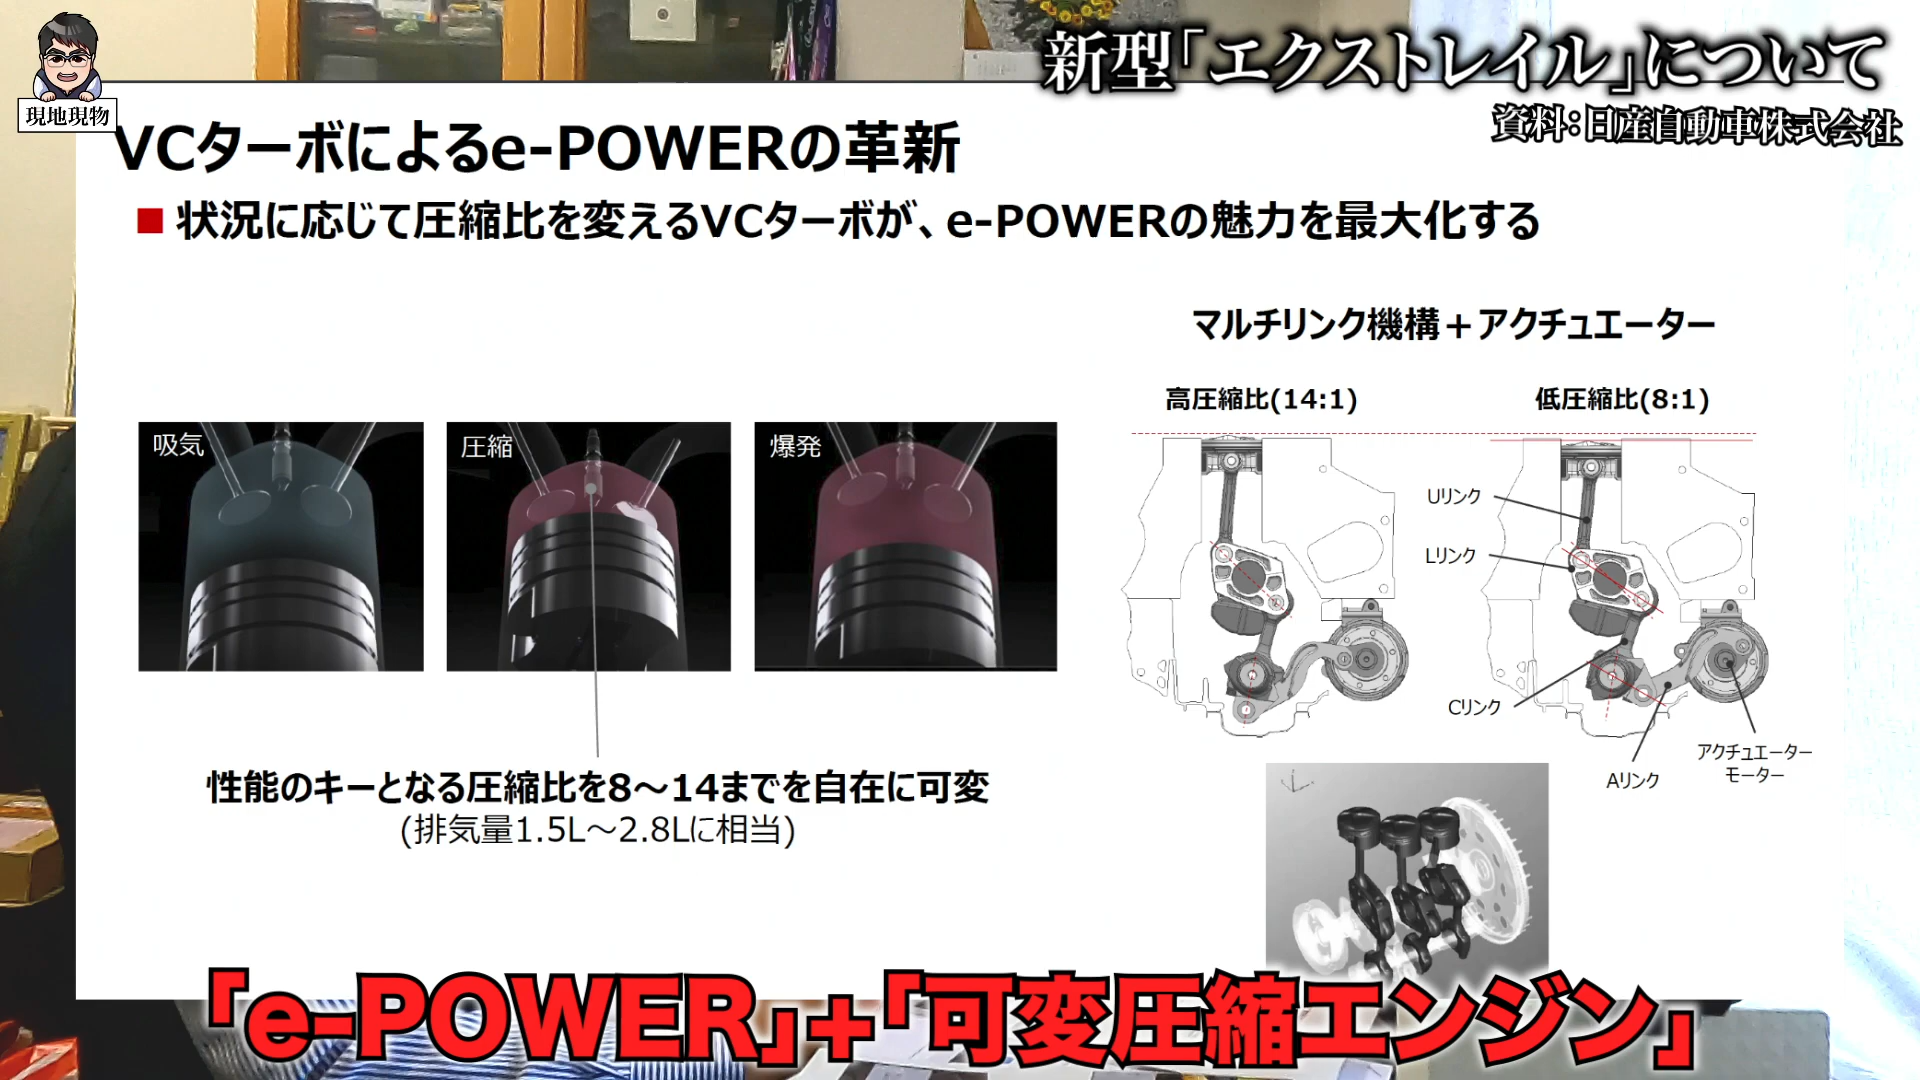 新型「エクストレイル」について
資料：日産自動車株式会社
現地現物
VCターボによるe-POWERの革新
■ 状況に応じて圧縮比を変えるVCターボが、e-POWERの魅力を最大化する
マルチリンク機構＋アクチュエーター
高圧縮比(14:1)
低圧縮比(8:1)
吸気
圧縮
爆発
Uリンク
Lリンク
Cリンク
Aリンク
アクチュエーター
モーター
性能のキーとなる圧縮比を8～14までを自在に可変
(排気量1.5L～2.8Lに相当)
「e-POWER」+「可変圧縮エンジン」